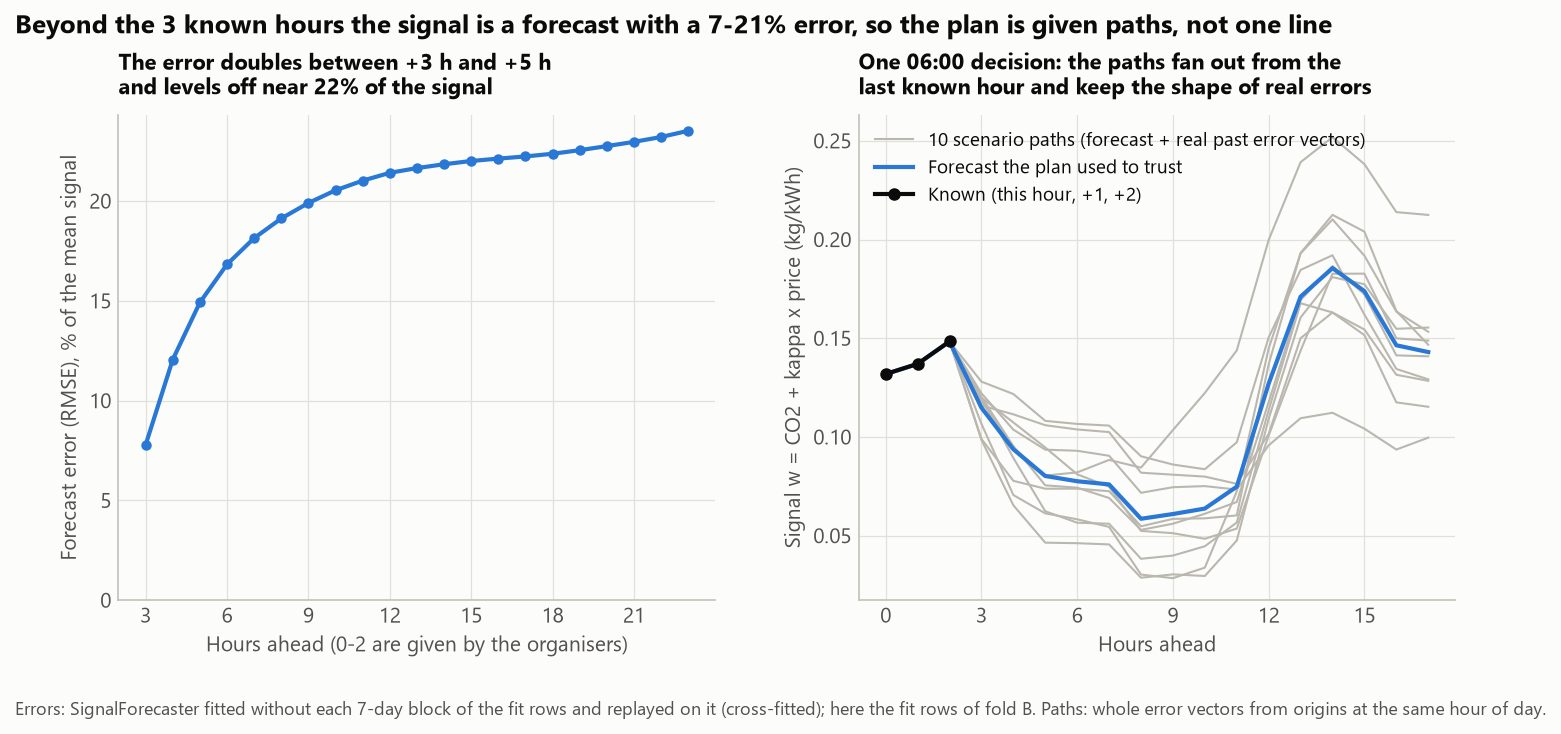 Beyond the 3 known hours the signal is a forecast with a 7-21% error, so the plan is given paths, not one line
The error doubles between +3 h and +5 h
and levels off near 22% of the signal
Forecast error (RMSE), % of the mean signal
20
15
10
5
0
3
6
9
12
15
18
21
Hours ahead (0-2 are given by the organisers)
One 06:00 decision: the paths fan out from the
last known hour and keep the shape of real errors
10 scenario paths (forecast + real past error vectors)
Forecast the plan used to trust
Known (this hour, +1, +2)
Signal w = CO2 + kappa x price (kg/kWh)
0.25
0.20
0.15
0.10
0.05
0
3
6
9
12
15
Hours ahead
Errors: SignalForecaster fitted without each 7-day block of the fit rows and replayed on it (cross-fitted); here the fit rows of fold B. Paths: whole error vectors from origins at the same hour of day.